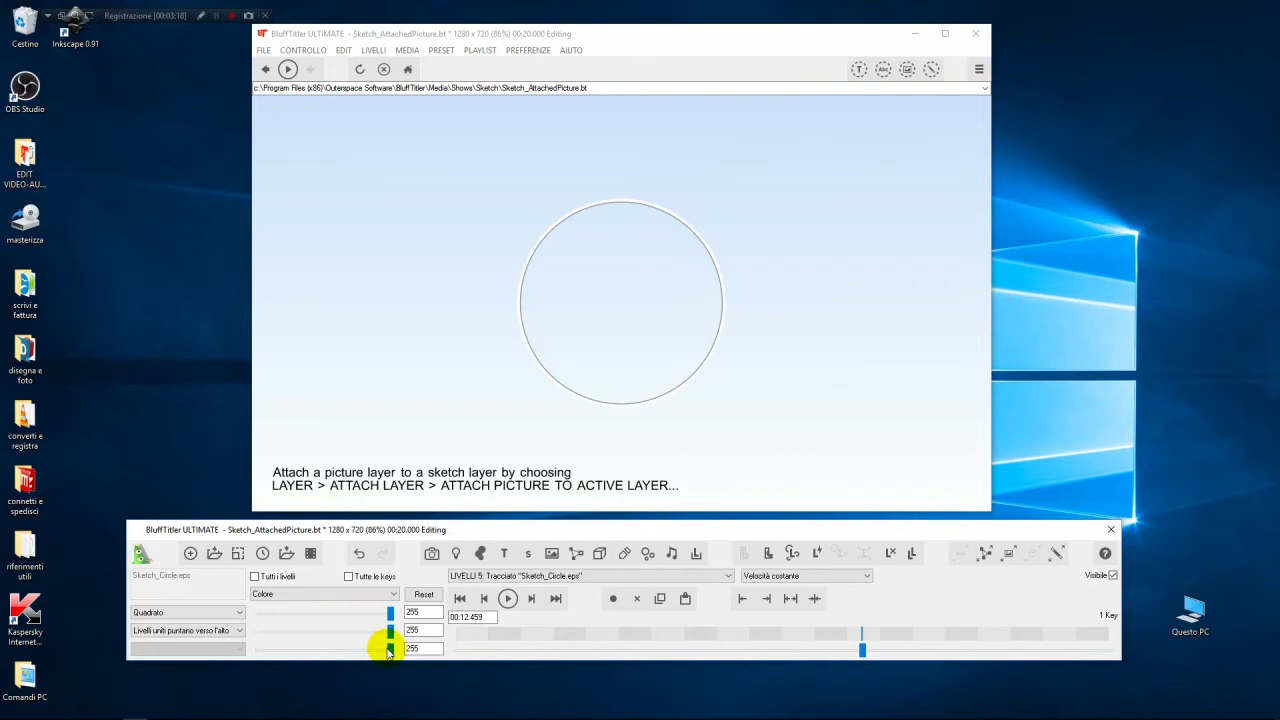 Registrazione [00:03:18]
Cestino
Inkscape 0.91
OBS Studio
EDIT
VIDEO-AU...
masterizza
scrivi e
fattura
disegna e
foto
converti e
registra
connetti e
spedisci
riferimenti
utili
Kaspersky
Internet...
Comandi PC
Questo PC
BluffTitler ULTIMATE - Sketch_AttachedPicture.bt * 1280 x 720 (86%) 00:20.000 Editing
FILE CONTROLLO EDIT LIVELLI MEDIA PRESET PLAYLIST PREFERENZE AIUTO
c:\Program Files (x86)\Outerspace Software\BluffTitler\Media\Shows\Sketch\Sketch_AttachedPicture.bt
Attach a picture layer to a sketch layer by choosing
LAYER > ATTACH LAYER > ATTACH PICTURE TO ACTIVE LAYER...
BluffTitler ULTIMATE - Sketch_AttachedPicture.bt * 1280 x 720 (86%) 00:20.000 Editing
Sketch_Circle.eps
Tutti i livelli
Tutte le keys
LIVELLI 5: Tracciato "Sketch_Circle.eps"
Velocità costante
Visibile
Colore
Reset
Quadrato
255
00:12.459
1 Key
Livelli uniti puntano verso l'alto
255
255